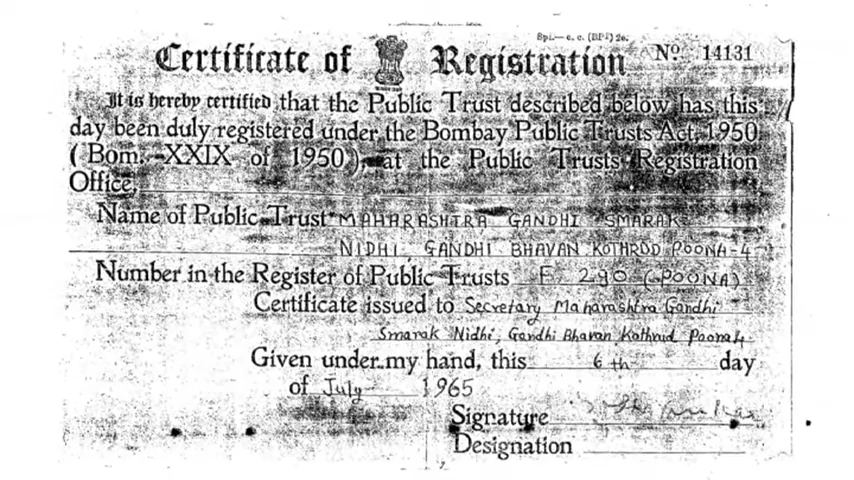 Spl.— c. c. (BPT) 2c.
Certificate of Registration Nº 14131
It is hereby certified that the Public Trust described below has this
day been duly registered under the Bombay Public Trusts Act, 1950
( Bom. XXIX of 1950 ), at the Public Trusts Registration
Office,
Name of Public Trust MAHARASHTRA GANDHI SMARAK
NIDHI GANDHI BHAVAN KOTHROD POONA-4
Number in the Register of Public Trusts F. 290 (POONA)
Certificate issued to Secretary Maharashtra Gandhi
Smarak Nidhi, Gandhi Bhavan Kothrud Poona 4
Given under my hand, this 6th day
of July 1965
Signature
Designation